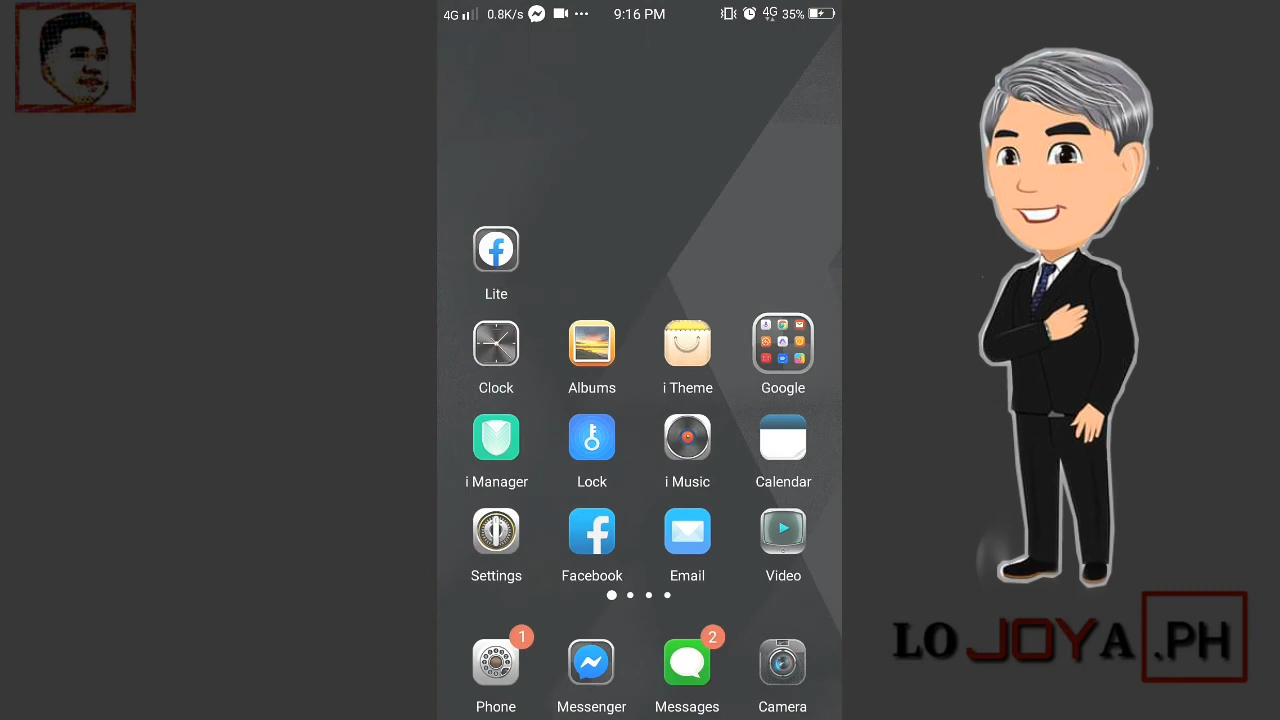 4G 0.8K/s ... 9:16 PM 4G 35%
Lite
Clock Albums i Theme Google
i Manager Lock i Music Calendar
Settings Facebook Email Video
1 2
Phone Messenger Messages Camera
LOJOYA.PH